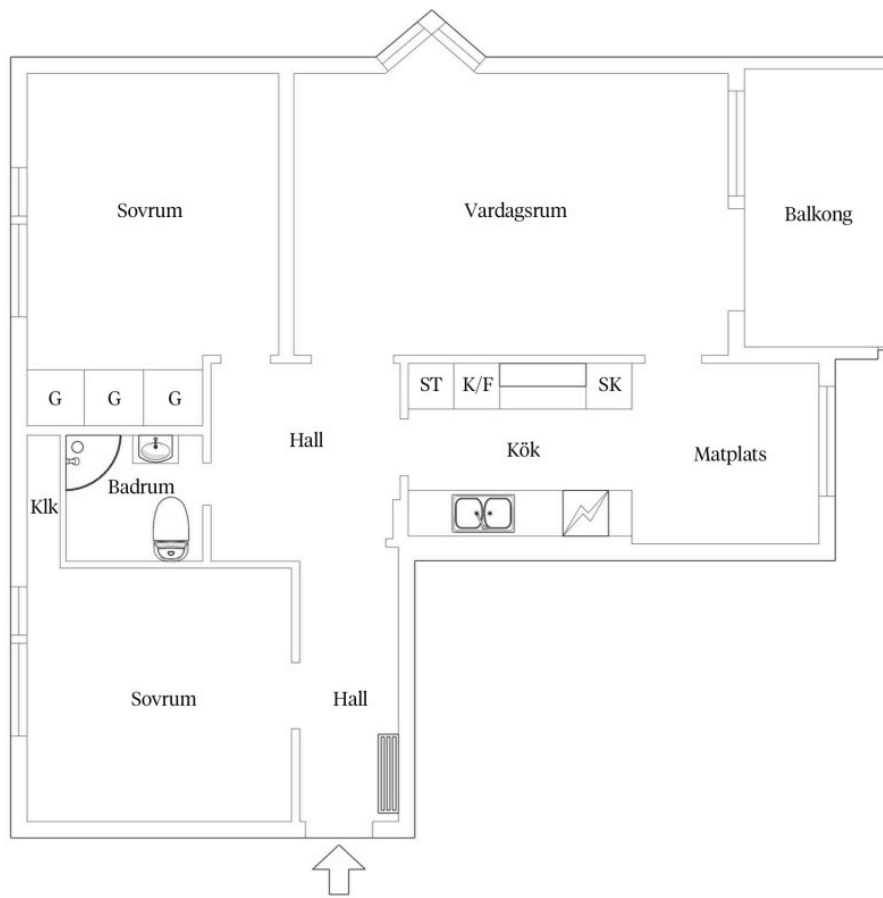 Sovrum
Vardagsrum
Balkong
G
G
G
ST
K/F
SK
Hall
Kök
Matplats
Badrum
Klk
Sovrum
Hall